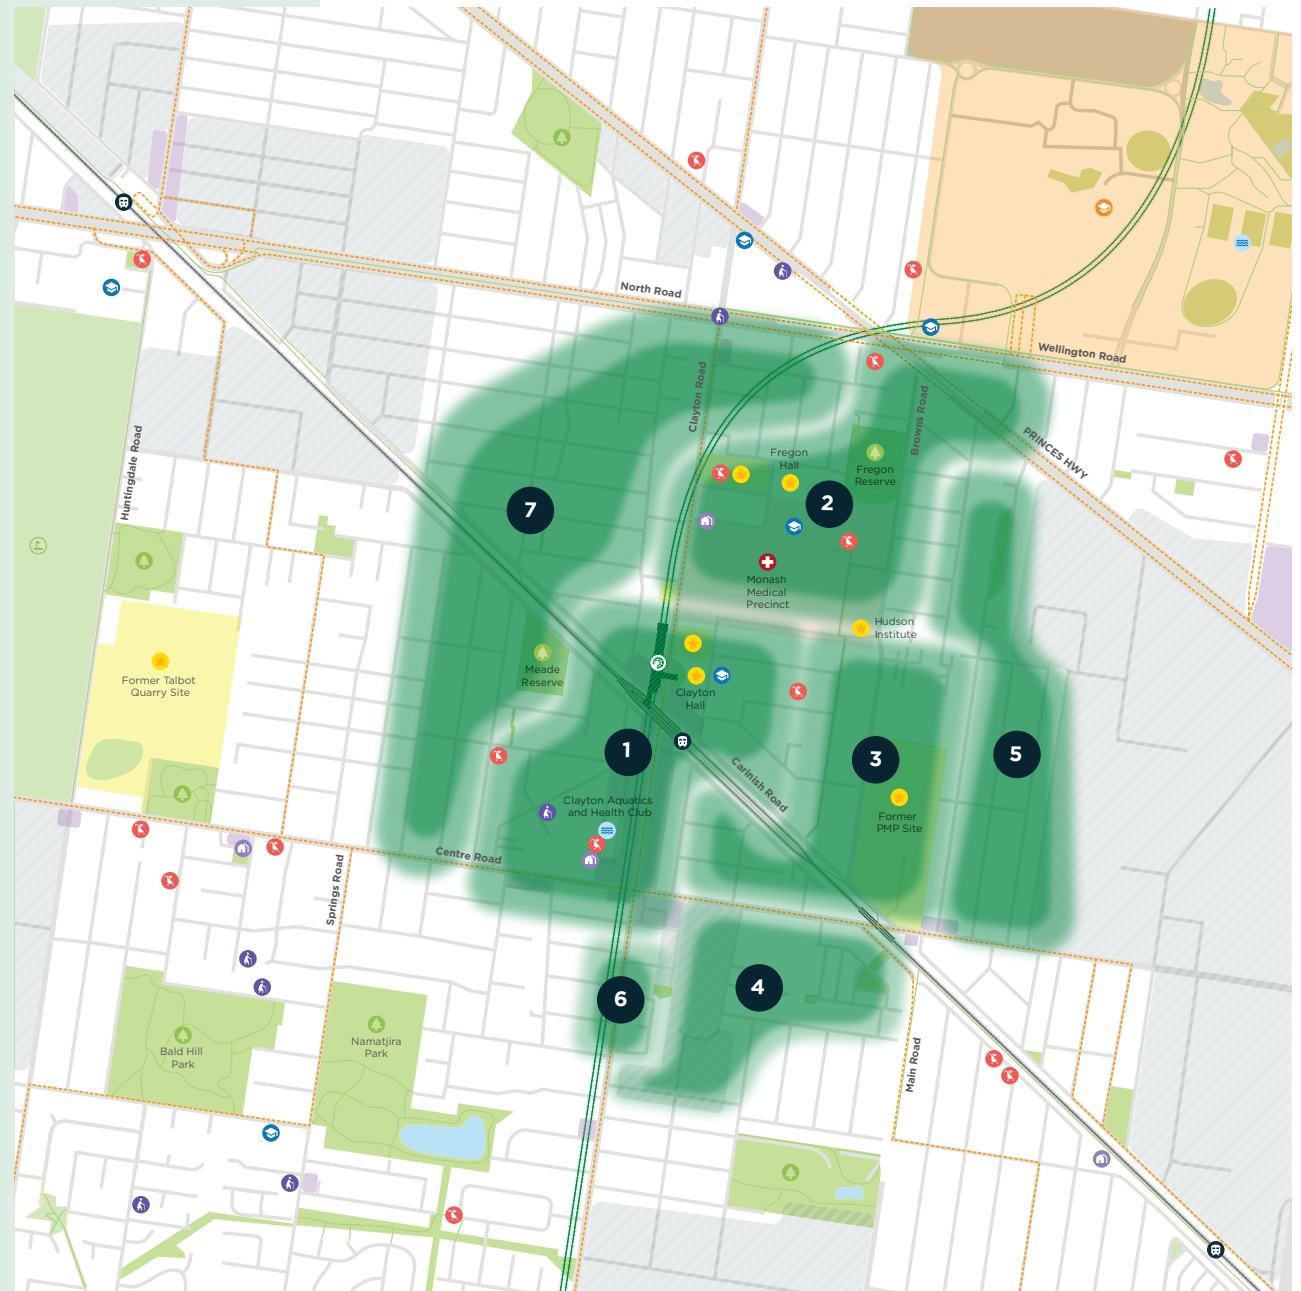 North Road
Wellington Road
Clayton Road
Browns Road
PRINCES HWY
Huntingdale Road
Fregon
Hall
Fregon
Reserve
7
2
Monash
Medical
Precinct
Hudson
Institute
Meade
Reserve
Clayton
Hall
Former Talbot
Quarry Site
1
3
5
Carinish Road
Clayton Aquatics
and Health Club
Former
PMP Site
Centre Road
Springs Road
6
4
Bald Hill
Park
Namatjira
Park
Main Road